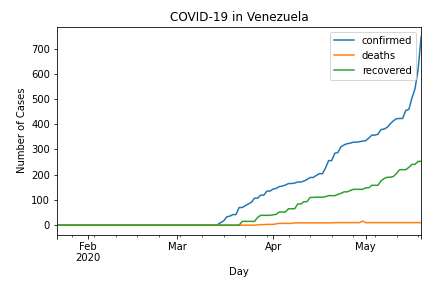 COVID-19 in Venezuela
confirmed
deaths
recovered
Number of Cases
700
600
500
400
300
200
100
0
Feb
2020
Mar
Apr
May
Day